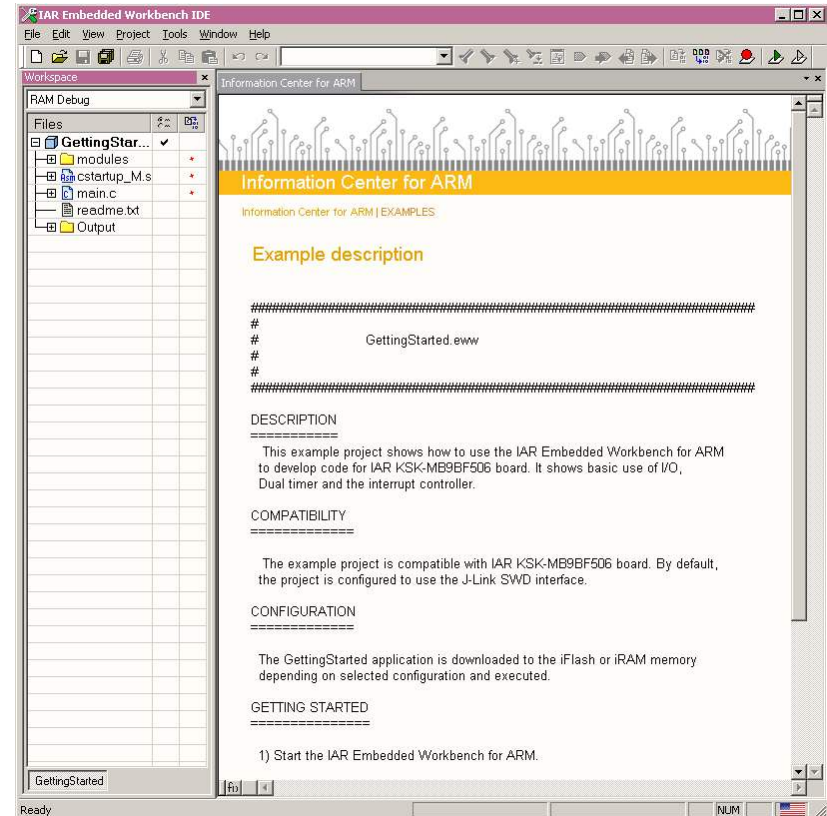 IAR Embedded Workbench IDE
File Edit View Project Tools Window Help
Workspace
Information Center for ARM
RAM Debug
Files
GettingStar...
modules
cstartup_M.s
main.c
readme.txt
Output
Information Center for ARM
Information Center for ARM | EXAMPLES
Example description
########################################################################
#
# GettingStarted.eww
#
#
########################################################################
DESCRIPTION
===========
This example project shows how to use the IAR Embedded Workbench for ARM
to develop code for IAR KSK-MB9BF506 board. It shows basic use of I/O,
Dual timer and the interrupt controller.
COMPATIBILITY
=============
The example project is compatible with IAR KSK-MB9BF506 board. By default,
the project is configured to use the J-Link SWD interface.
CONFIGURATION
=============
The GettingStarted application is downloaded to the iFlash or iRAM memory
depending on selected configuration and executed.
GETTING STARTED
===============
1) Start the IAR Embedded Workbench for ARM.
GettingStarted
Ready
NUM